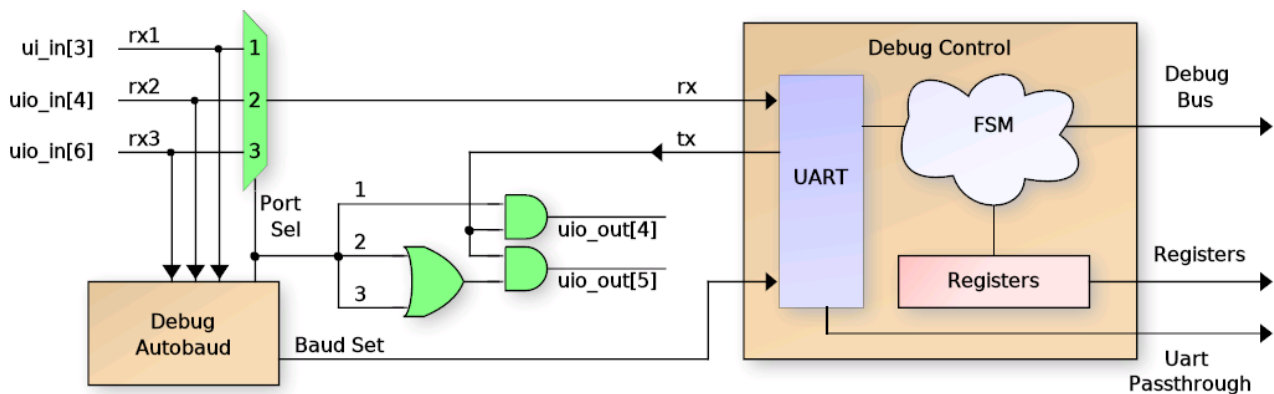 ui_in[3]
rx1
1
uio_in[4]
rx2
2
uio_in[6]
rx3
3
Port
Sel
1
2
3
uio_out[4]
uio_out[5]
Debug
Autobaud
Baud Set
rx
tx
Debug Control
UART
FSM
Registers
Debug
Bus
Registers
Uart
Passthrough